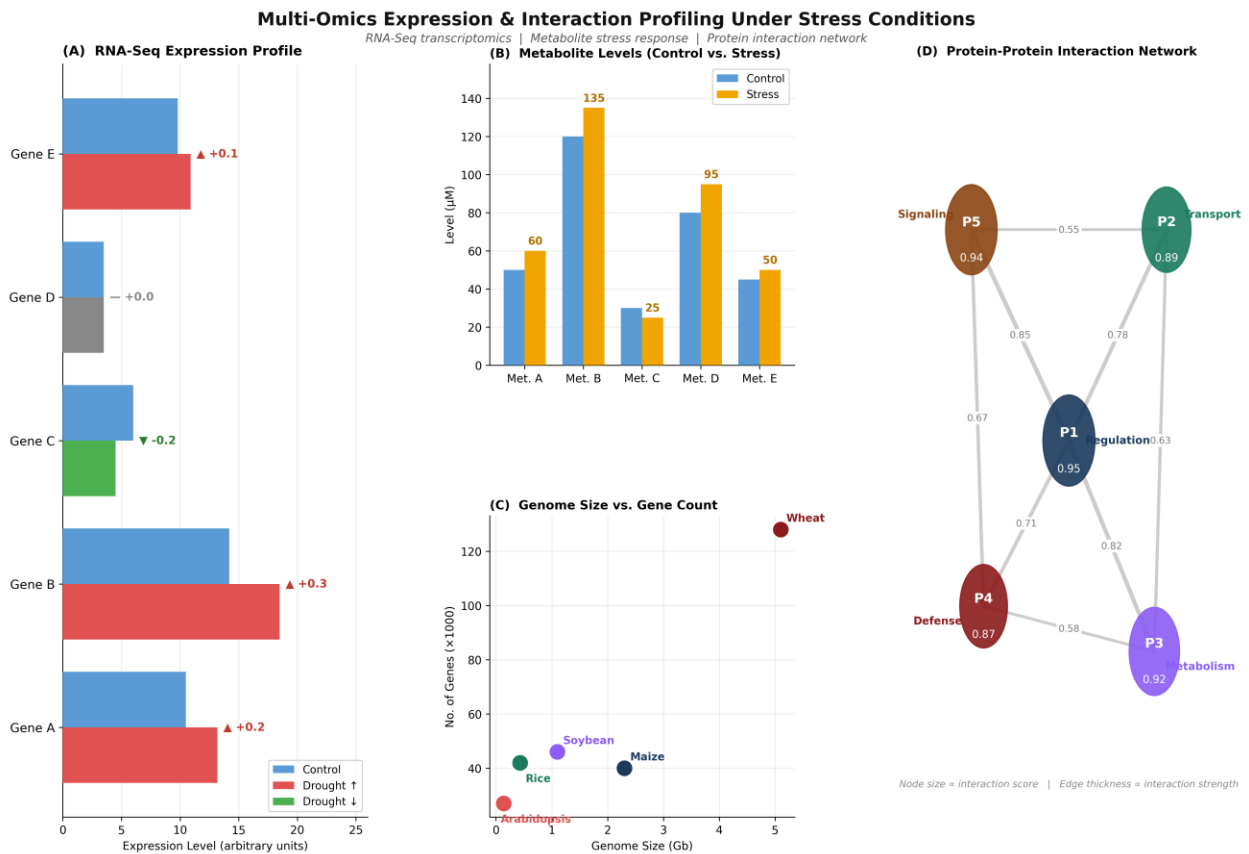 Multi-Omics Expression & Interaction Profiling Under Stress Conditions
RNA-Seq transcriptomics | Metabolite stress response | Protein interaction network
(A) RNA-Seq Expression Profile
Gene E
▲ +0.1
Gene D
— +0.0
Gene C
▼ -0.2
Gene B
▲ +0.3
Gene A
▲ +0.2
Control
Drought ↑
Drought ↓
0 5 10 15 20 25
Expression Level (arbitrary units)
(B) Metabolite Levels (Control vs. Stress)
Control
Stress
Level (μM)
140
120
100
80
60
40
20
0
60
135
25
95
50
Met. A Met. B Met. C Met. D Met. E
(C) Genome Size vs. Gene Count
No. of Genes (×1000)
120
100
80
60
40
Wheat
Soybean
Maize
Rice
Arabidopsis
0 1 2 3 4 5
Genome Size (Gb)
(D) Protein-Protein Interaction Network
Signaling
P5
0.94
0.55
P2
0.89
Transport
0.85
0.78
0.67
P1
0.95
Regulation
0.63
0.71
0.82
P4
0.87
Defense
0.58
P3
0.92
Metabolism
Node size ∝ interaction score | Edge thickness ∝ interaction strength